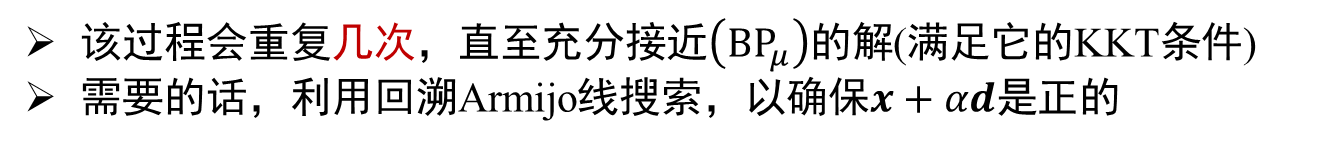 ➢ 该过程会重复几次，直至充分接近(BP_μ)的解(满足它的KKT条件)
➢ 需要的话，利用回溯Armijo线搜索，以确保𝒙 + 𝛼𝒅是正的